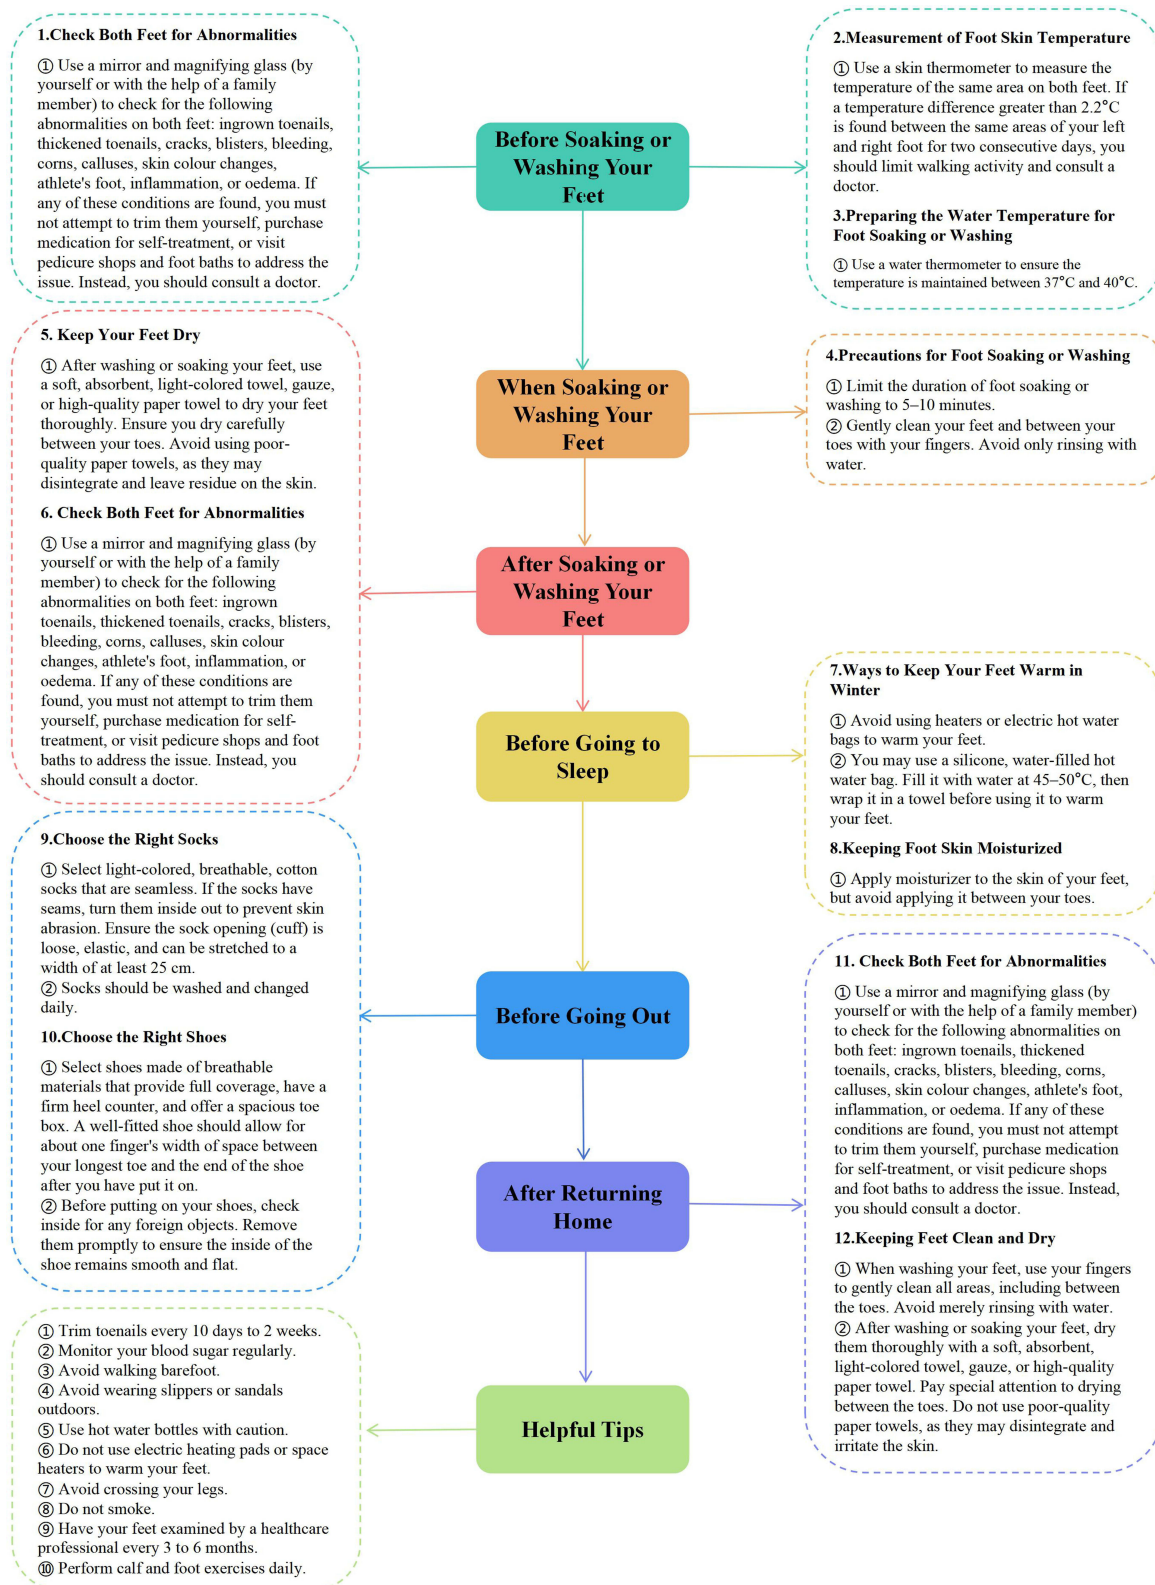 1.Check Both Feet for Abnormalities
① Use a mirror and magnifying glass (by
yourself or with the help of a family
member) to check for the following
abnormalities on both feet: ingrown toenails,
thickened toenails, cracks, blisters, bleeding,
corns, calluses, skin colour changes,
athlete's foot, inflammation, or oedema. If
any of these conditions are found, you must
not attempt to trim them yourself, purchase
medication for self-treatment, or visit
pedicure shops and foot baths to address the
issue. Instead, you should consult a doctor.
Before Soaking or
Washing Your
Feet
2.Measurement of Foot Skin Temperature
① Use a skin thermometer to measure the
temperature of the same area on both feet. If
a temperature difference greater than 2.2°C
is found between the same areas of your left
and right foot for two consecutive days, you
should limit walking activity and consult a
doctor.
3.Preparing the Water Temperature for
Foot Soaking or Washing
① Use a water thermometer to ensure the
temperature is maintained between 37°C and 40°C.
When Soaking or
Washing Your
Feet
4.Precautions for Foot Soaking or Washing
① Limit the duration of foot soaking or
washing to 5–10 minutes.
② Gently clean your feet and between your
toes with your fingers. Avoid only rinsing with
water.
5. Keep Your Feet Dry
① After washing or soaking your feet, use
a soft, absorbent, light-colored towel, gauze,
or high-quality paper towel to dry your feet
thoroughly. Ensure you dry carefully
between your toes. Avoid using poor-
quality paper towels, as they may
disintegrate and leave residue on the skin.
6. Check Both Feet for Abnormalities
① Use a mirror and magnifying glass (by
yourself or with the help of a family
member) to check for the following
abnormalities on both feet: ingrown
toenails, thickened toenails, cracks, blisters,
bleeding, corns, calluses, skin colour
changes, athlete's foot, inflammation, or
oedema. If any of these conditions are
found, you must not attempt to trim them
yourself, purchase medication for self-
treatment, or visit pedicure shops and foot
baths to address the issue. Instead, you
should consult a doctor.
After Soaking or
Washing Your
Feet
Before Going to
Sleep
7.Ways to Keep Your Feet Warm in
Winter
① Avoid using heaters or electric hot water
bags to warm your feet.
② You may use a silicone, water-filled hot
water bag. Fill it with water at 45–50°C, then
wrap it in a towel before using it to warm
your feet.
8.Keeping Foot Skin Moisturized
① Apply moisturizer to the skin of your feet,
but avoid applying it between your toes.
9.Choose the Right Socks
① Select light-colored, breathable, cotton
socks that are seamless. If the socks have
seams, turn them inside out to prevent skin
abrasion. Ensure the sock opening (cuff) is
loose, elastic, and can be stretched to a
width of at least 25 cm.
② Socks should be washed and changed
daily.
10.Choose the Right Shoes
① Select shoes made of breathable
materials that provide full coverage, have a
firm heel counter, and offer a spacious toe
box. A well-fitted shoe should allow for
about one finger's width of space between
your longest toe and the end of the shoe
after you have put it on.
② Before putting on your shoes, check
inside for any foreign objects. Remove
them promptly to ensure the inside of the
shoe remains smooth and flat.
Before Going Out
After Returning
Home
11. Check Both Feet for Abnormalities
① Use a mirror and magnifying glass (by
yourself or with the help of a family member)
to check for the following abnormalities on
both feet: ingrown toenails, thickened
toenails, cracks, blisters, bleeding, corns,
calluses, skin colour changes, athlete's foot,
inflammation, or oedema. If any of these
conditions are found, you must not attempt
to trim them yourself, purchase medication
for self-treatment, or visit pedicure shops
and foot baths to address the issue. Instead,
you should consult a doctor.
12.Keeping Feet Clean and Dry
① When washing your feet, use your fingers
to gently clean all areas, including between
the toes. Avoid merely rinsing with water.
② After washing or soaking your feet, dry
them thoroughly with a soft, absorbent,
light-colored towel, gauze, or high-quality
paper towel. Pay special attention to drying
between the toes. Do not use poor-quality
paper towels, as they may disintegrate and
irritate the skin.
① Trim toenails every 10 days to 2 weeks.
② Monitor your blood sugar regularly.
③ Avoid walking barefoot.
④ Avoid wearing slippers or sandals
outdoors.
⑤ Use hot water bottles with caution.
⑥ Do not use electric heating pads or space
heaters to warm your feet.
⑦ Avoid crossing your legs.
⑧ Do not smoke.
⑨ Have your feet examined by a healthcare
professional every 3 to 6 months.
⑩ Perform calf and foot exercises daily.
Helpful Tips